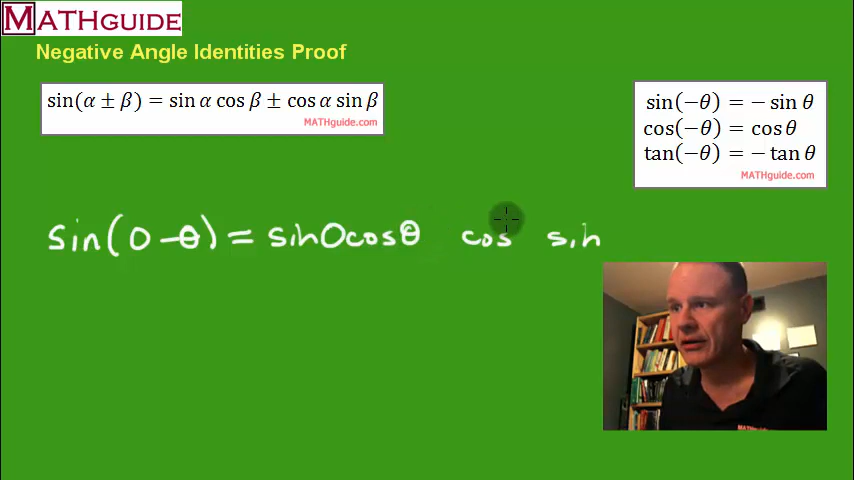 MATHGUIDE
Negative Angle Identities Proof
sin(α ± β) = sin α cos β ± cos α sin β
MATHguide.com
sin(−θ) = − sin θ
cos(−θ) = cos θ
tan(−θ) = − tan θ
MATHguide.com
sin(0−θ) = sin0cosθ cos sin